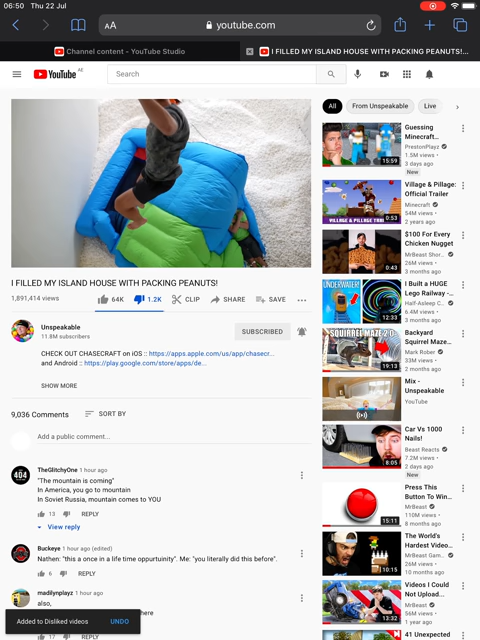 06:50 Thu 22 Jul
AA
youtube.com
Channel content - YouTube Studio
I FILLED MY ISLAND HOUSE WITH PACKING PEANUTS!...
YouTube AE
Search
I FILLED MY ISLAND HOUSE WITH PACKING PEANUTS!
1,891,414 views
64K
1.2K
CLIP
SHARE
SAVE
Unspeakable
11.8M subscribers
SUBSCRIBED
CHECK OUT CHASECRAFT on iOS :: https://apps.apple.com/us/app/chasecr...
and Android :: https://play.google.com/store/apps/de...
SHOW MORE
9,036 Comments
SORT BY
Add a public comment...
404
TheGlitchyOne 1 hour ago
"The mountain is coming"
In America, you go to mountain
In Soviet Russia, mountain comes to YOU
13
REPLY
View reply
Buckeye 1 hour ago (edited)
Nathen: "this a once in a life time oppurtuinity". Me: "you literally did this before".
6
REPLY
madilynplayz 1 hour ago
also,
here
17
REPLY
Added to Disliked videos
UNDO
All
From Unspeakable
Live
15:59
Guessing
Minecraft...
PrestonPlayz
1.5M views •
3 days ago
New
VILLAGE & PILLAGE TRAI
0:53
Village & Pillage:
Official Trailer
Minecraft
54M views •
2 years ago
0:43
$100 For Every
Chicken Nugget
MrBeast Shor...
26M views •
3 months ago
UNDERWATER!
12:33
I Built a HUGE
Lego Railway -...
Half-Asleep C...
6.4M views •
3 months ago
SQUIRREL MAZE 2.0
19:13
Backyard
Squirrel Maze...
Mark Rober
33M views •
2 months ago
Mix -
Unspeakable
YouTube
8:05
Car Vs 1000
Nails!
Beast Reacts
7.2M views •
2 days ago
New
15:11
Press This
Button To Win...
MrBeast
110M views •
8 months ago
10:15
The World's
Hardest Video...
MrBeast Gam...
26M views •
10 months ago
13:32
Videos I Could
Not Upload...
MrBeast
56M views •
1 year ago
41 Unexpected